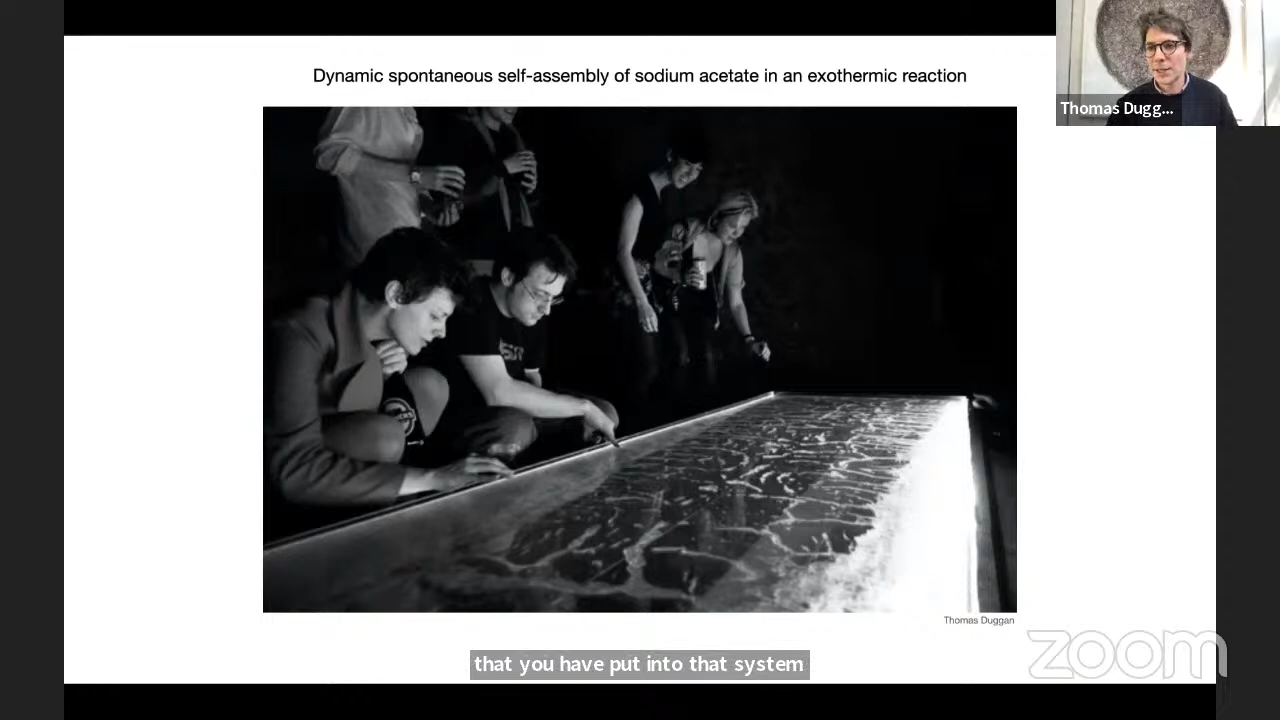 Dynamic spontaneous self-assembly of sodium acetate in an exothermic reaction
Thomas Dugg...
Thomas Duggan
that you have put into that system
zoom